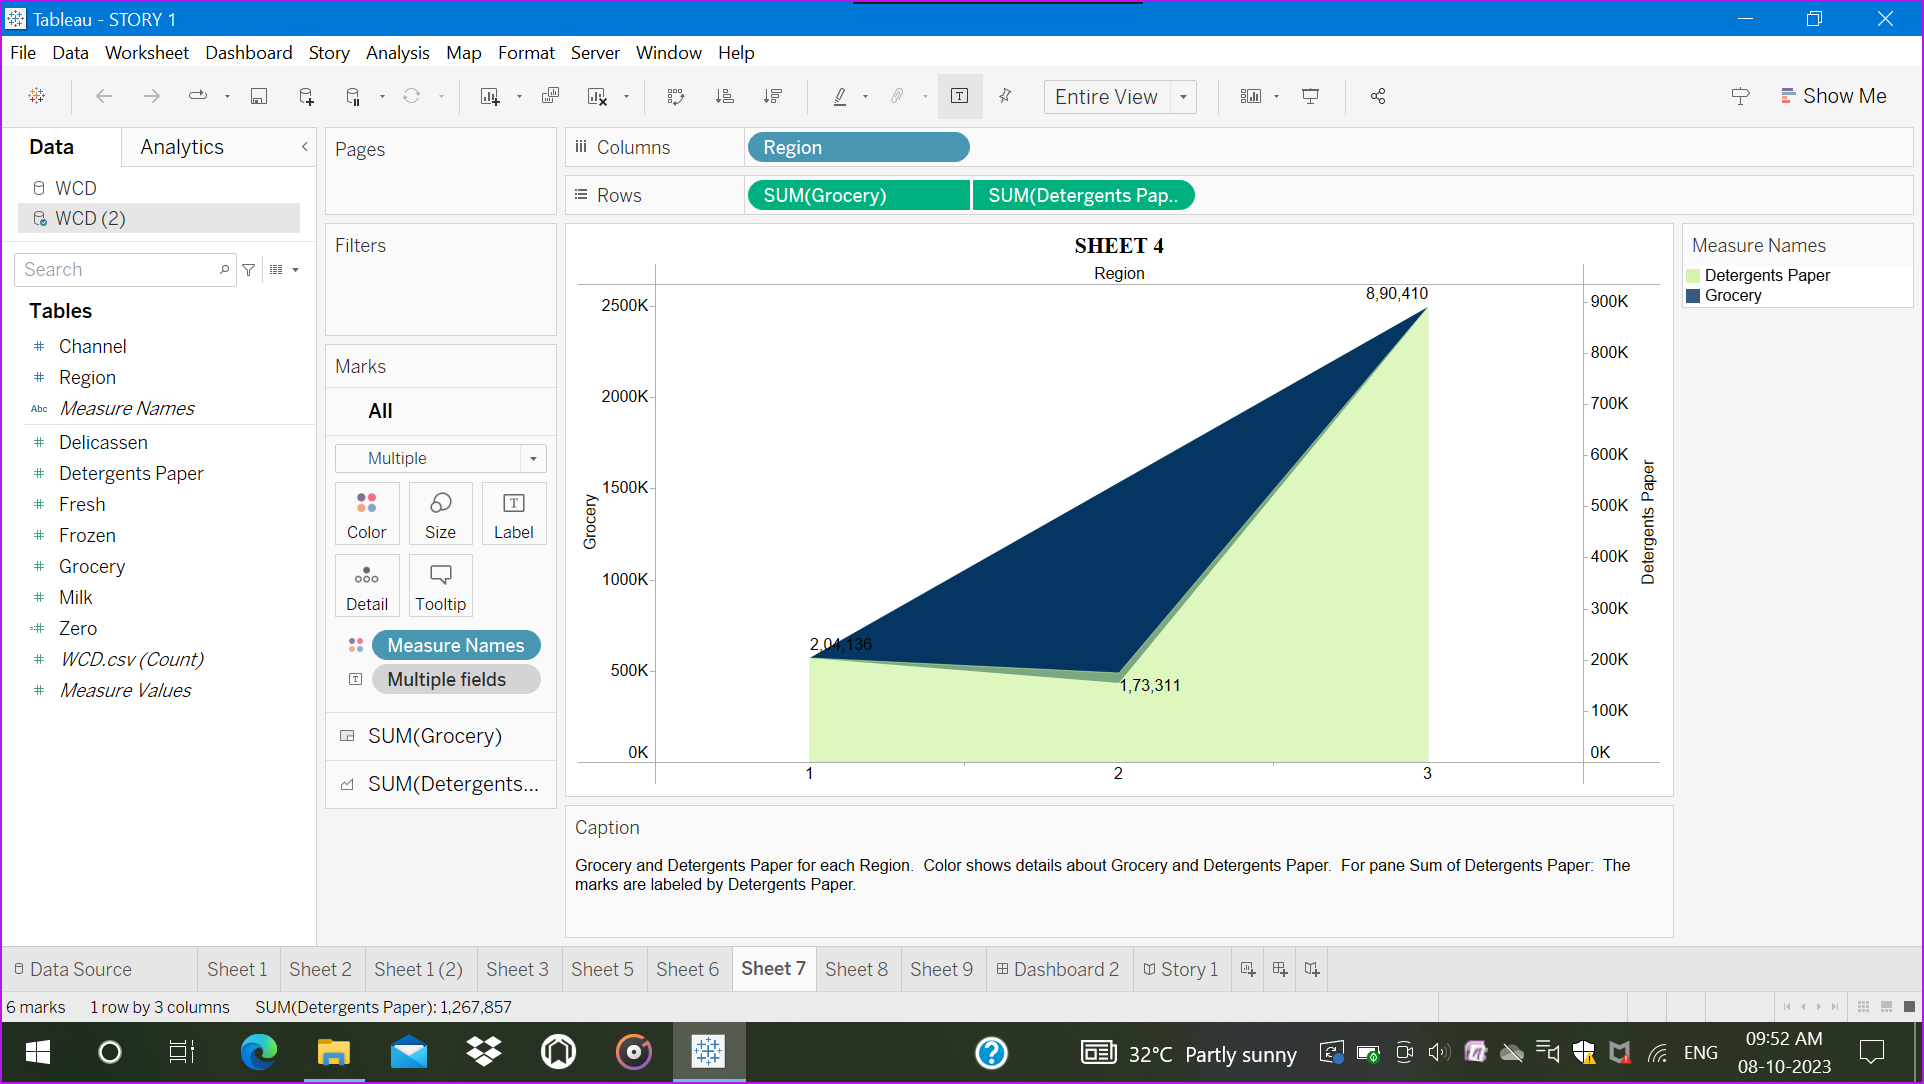 Tableau - STORY 1
File Data Worksheet Dashboard Story Analysis Map Format Server Window Help
Entire View
Show Me
Data Analytics
WCD
WCD (2)
Search
Tables
Channel
Region
Abc Measure Names
Delicassen
Detergents Paper
Fresh
Frozen
Grocery
Milk
Zero
WCD.csv (Count)
Measure Values
Pages
Filters
Marks
All
Multiple
Color Size Label
Detail Tooltip
Measure Names
Multiple fields
SUM(Grocery)
SUM(Detergents...
Columns Region
Rows SUM(Grocery) SUM(Detergents Pap..
SHEET 4
Region
2500K
2000K
1500K
1000K
500K
0K
Grocery
8,90,410
2,04,136
1,73,311
1 2 3
900K
800K
700K
600K
500K
400K
300K
200K
100K
0K
Detergents Paper
Measure Names
Detergents Paper
Grocery
Caption
Grocery and Detergents Paper for each Region. Color shows details about Grocery and Detergents Paper. For pane Sum of Detergents Paper: The
marks are labeled by Detergents Paper.
Data Source Sheet 1 Sheet 2 Sheet 1 (2) Sheet 3 Sheet 5 Sheet 6 Sheet 7 Sheet 8 Sheet 9 Dashboard 2 Story 1
6 marks 1 row by 3 columns SUM(Detergents Paper): 1,267,857
32°C Partly sunny
ENG
09:52 AM
08-10-2023